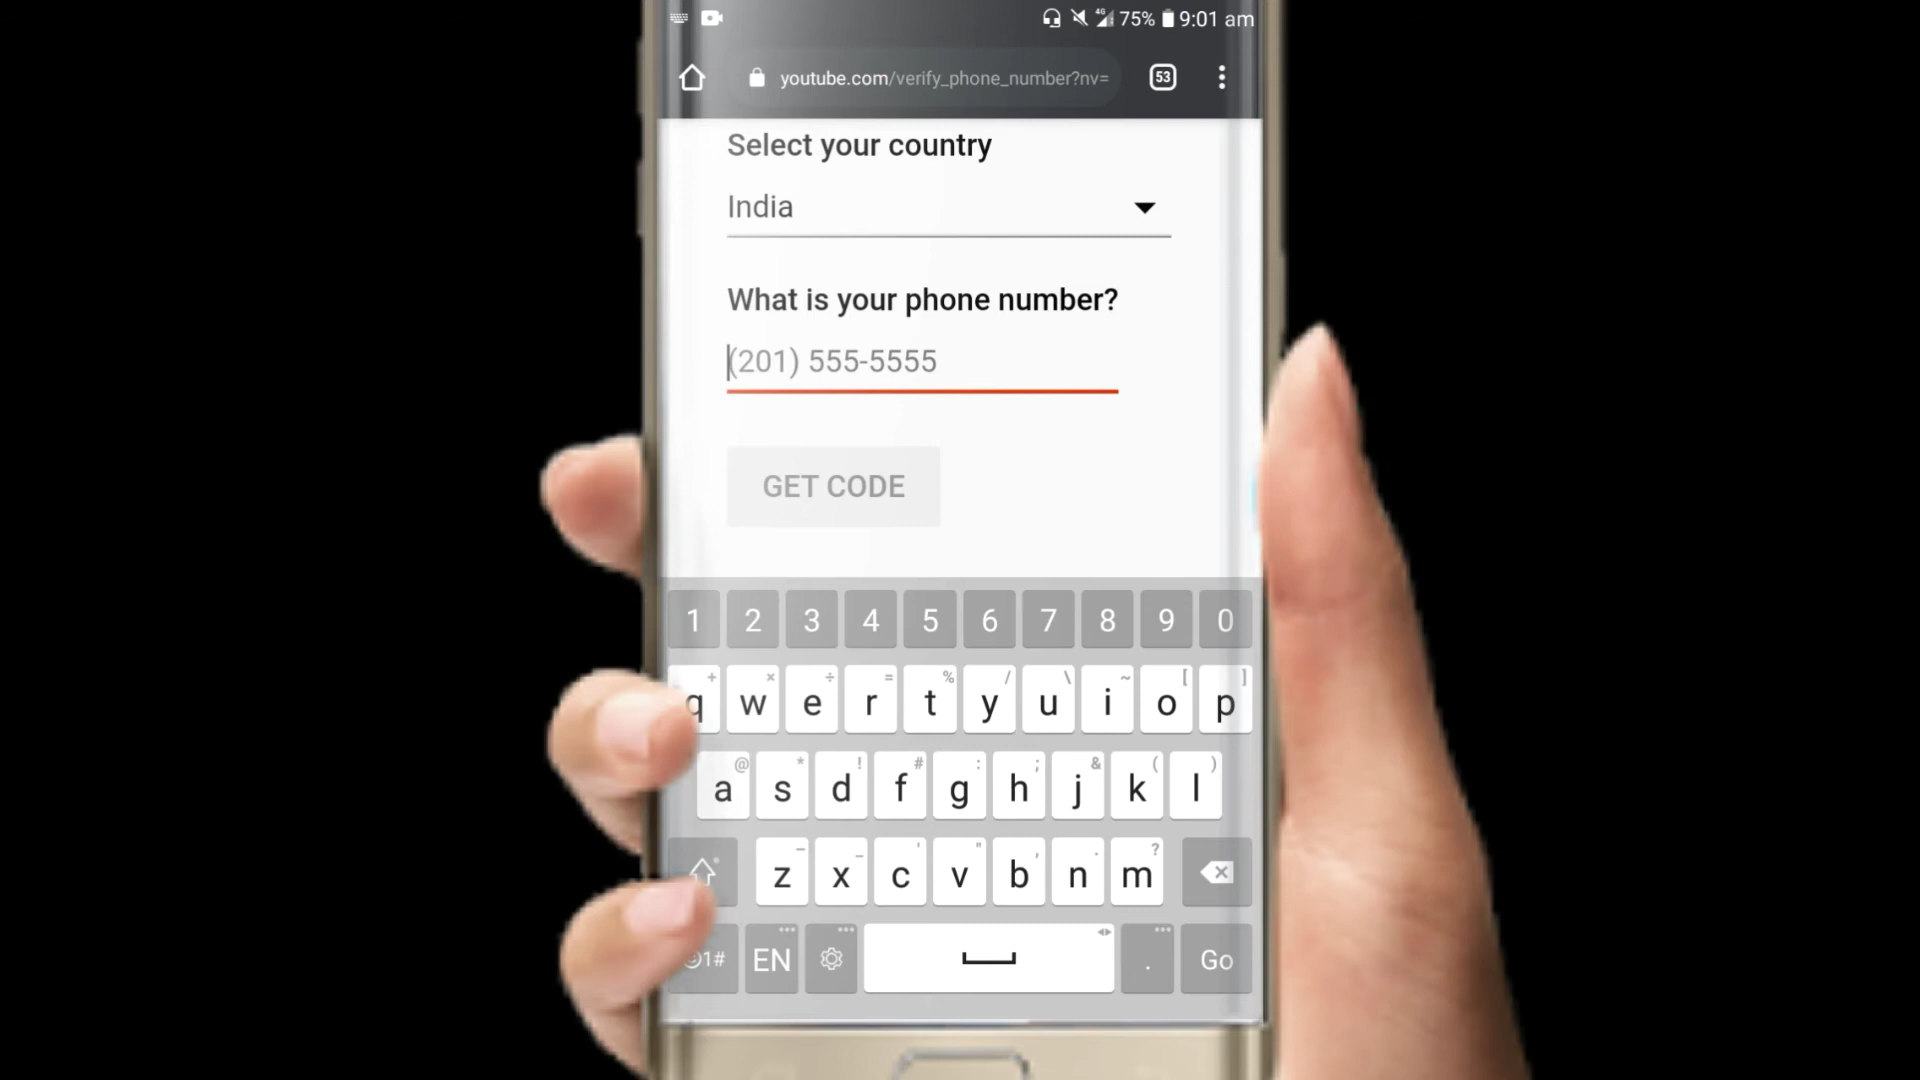 4G 75% 9:01 am
youtube.com/verify_phone_number?nv= 53
Select your country
India
What is your phone number?
(201) 555-5555
GET CODE
1 2 3 4 5 6 7 8 9 0
+ × ÷ = % / \ ~ [ ]
q w e r t y u i o p
@ * ! # : ; & ( )
a s d f g h j k l
- _ ' " , . ?
z x c v b n m
1# EN . Go